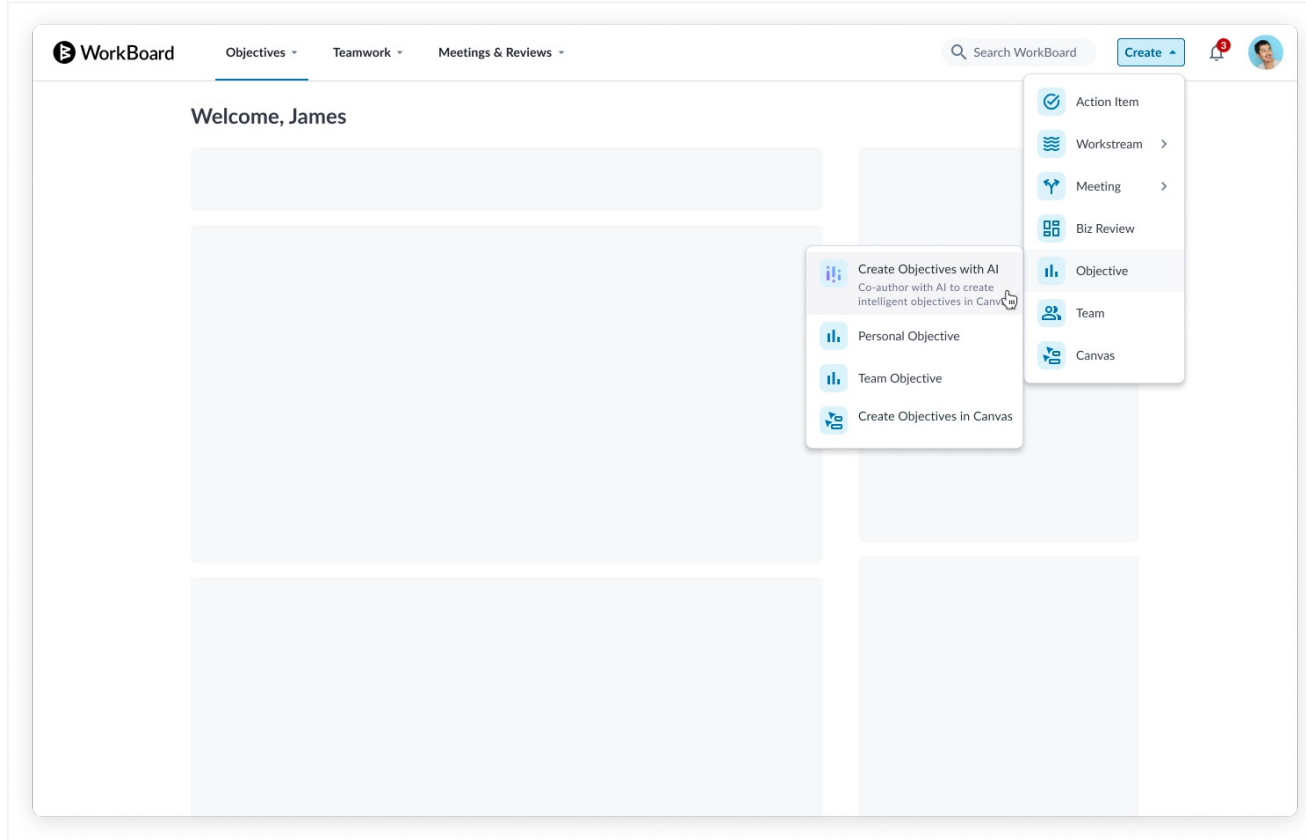 WorkBoard
Objectives
Teamwork
Meetings & Reviews
Search WorkBoard
Create
3
Welcome, James
Action Item
Workstream
Meeting
Biz Review
Objective
Team
Canvas
Create Objectives with AI
Co-author with AI to create
intelligent objectives in
Personal Objective
Team Objective
Create Objectives in Canvas